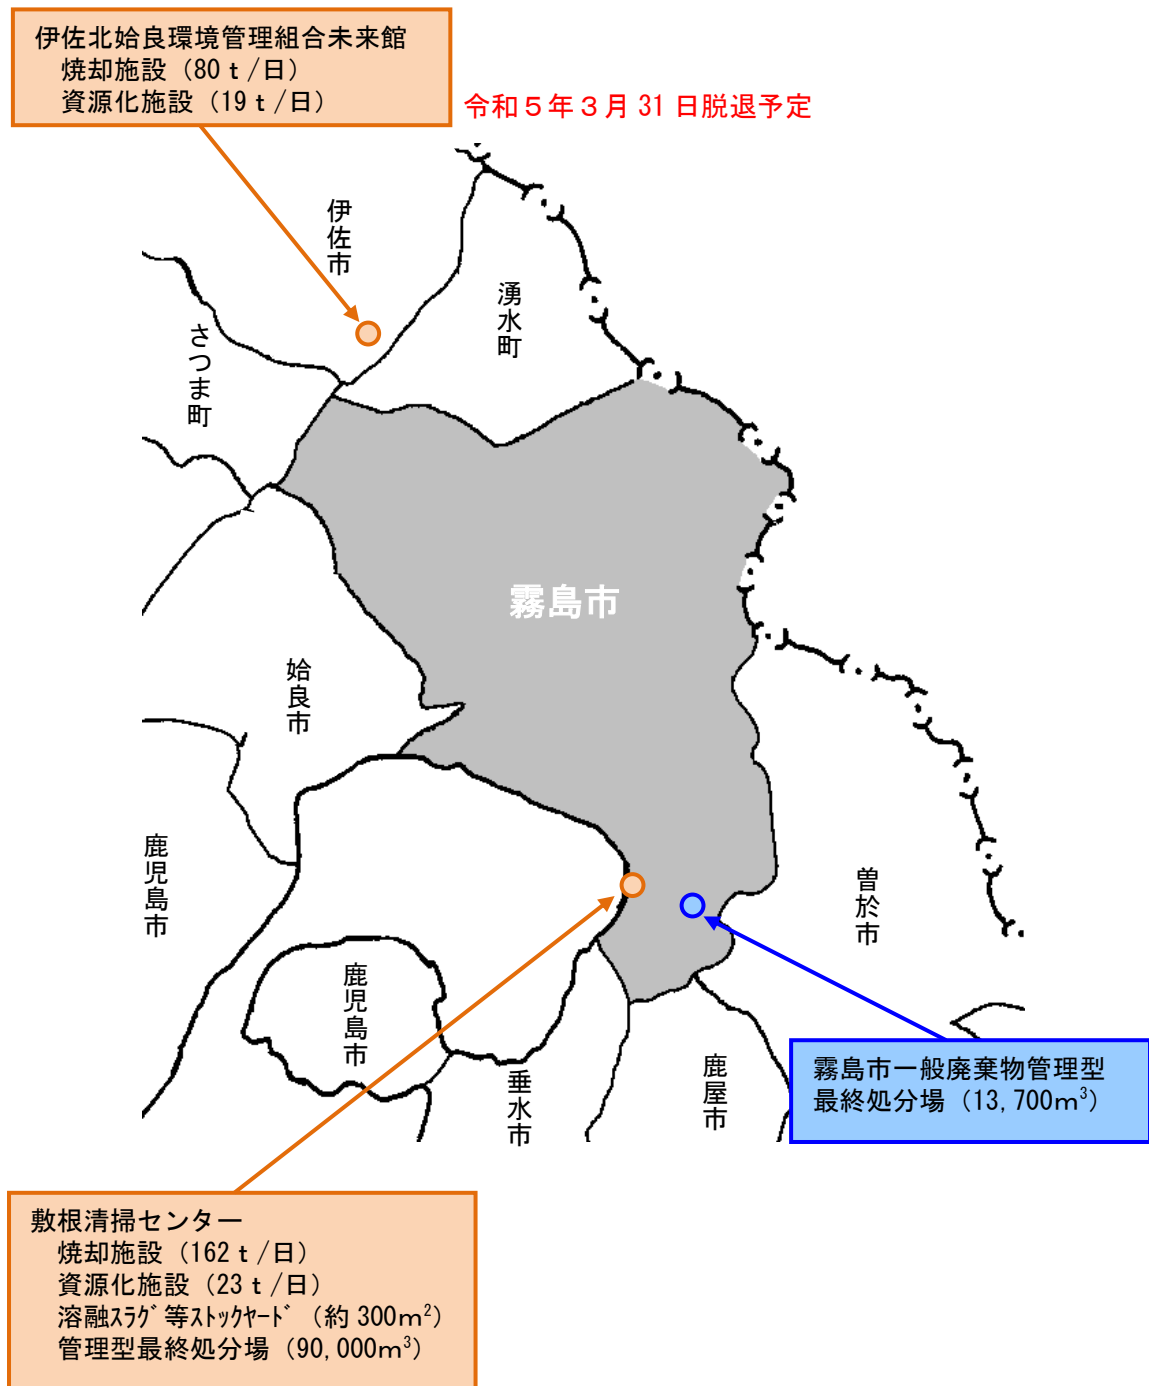 伊佐北姶良環境管理組合未来館
焼却施設（80ｔ/日）
資源化施設（19ｔ/日）
令和５年３月31日脱退予定
伊佐市
湧水町
さつま町
霧島市
姶良市
鹿児島市
曽於市
鹿児島市
垂水市
鹿屋市
霧島市一般廃棄物管理型
最終処分場（13,700m³）
敷根清掃センター
焼却施設（162ｔ/日）
資源化施設（23ｔ/日）
溶融ｽﾗｸﾞ等ｽﾄｯｸﾔｰﾄﾞ（約300m²）
管理型最終処分場（90,000m³）